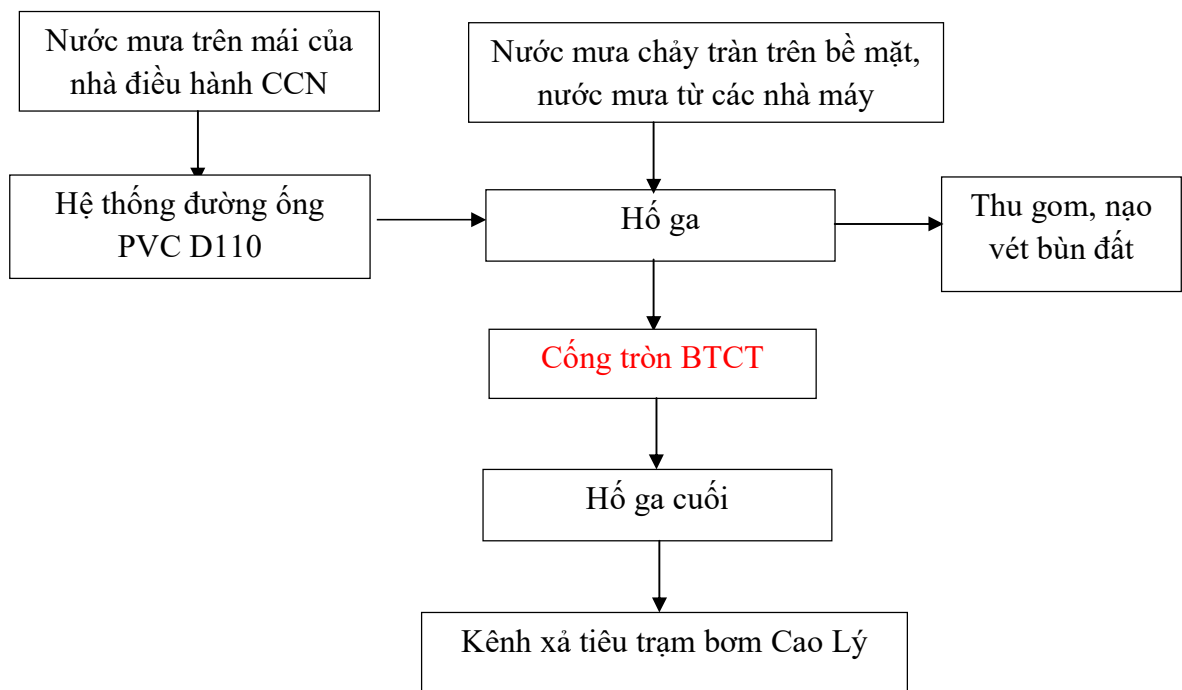 Nước mưa trên mái của
nhà điều hành CCN
Nước mưa chảy tràn trên bề mặt,
nước mưa từ các nhà máy
Hệ thống đường ống
PVC D110
Hố ga
Thu gom, nạo
vét bùn đất
Cống tròn BTCT
Hố ga cuối
Kênh xả tiêu trạm bơm Cao Lý